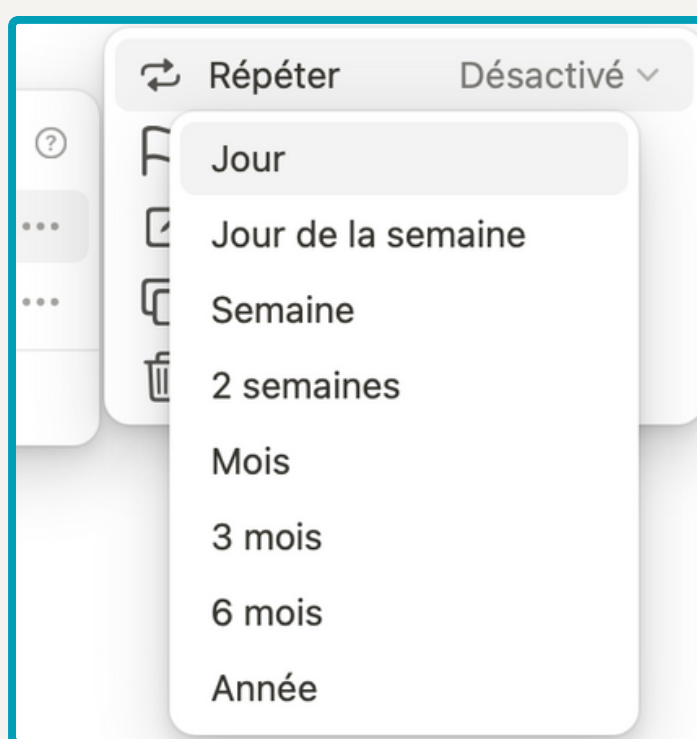 Répéter Désactivé
Jour
Jour de la semaine
Semaine
2 semaines
Mois
3 mois
6 mois
Année